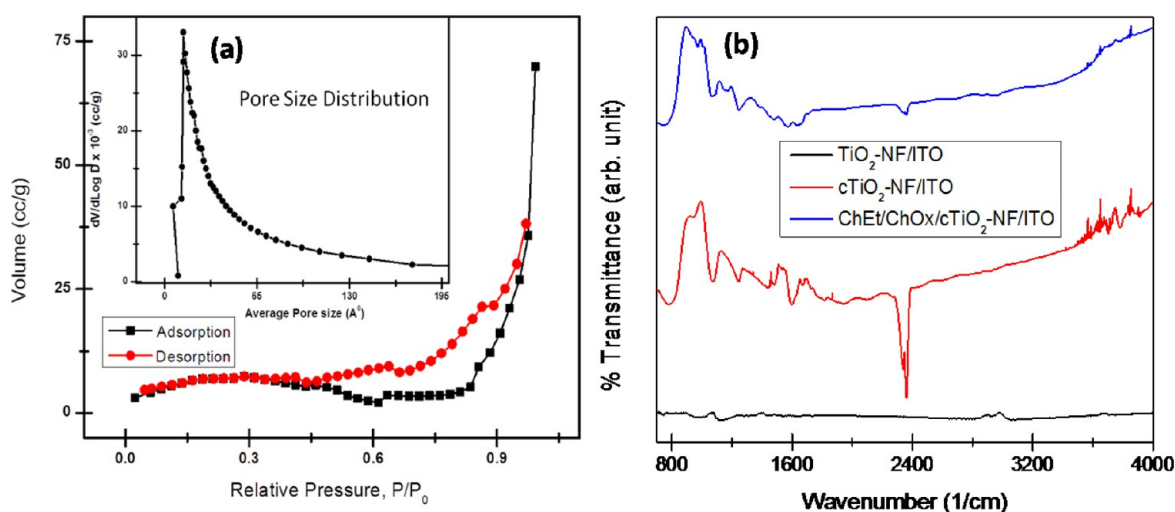 (a)
Pore Size Distribution
dV/dLog D x 10⁻³ (cc/g)
30
20
10
0
0 65 130 195
Average Pore size (A⁰)
Volume (cc/g)
75
50
25
0
Adsorption
Desorption
0.0 0.3 0.6 0.9
Relative Pressure, P/P₀
(b)
% Transmittance (arb. unit)
TiO₂-NF/ITO
cTiO₂-NF/ITO
ChEt/ChOx/cTiO₂-NF/ITO
800 1600 2400 3200 4000
Wavenumber (1/cm)